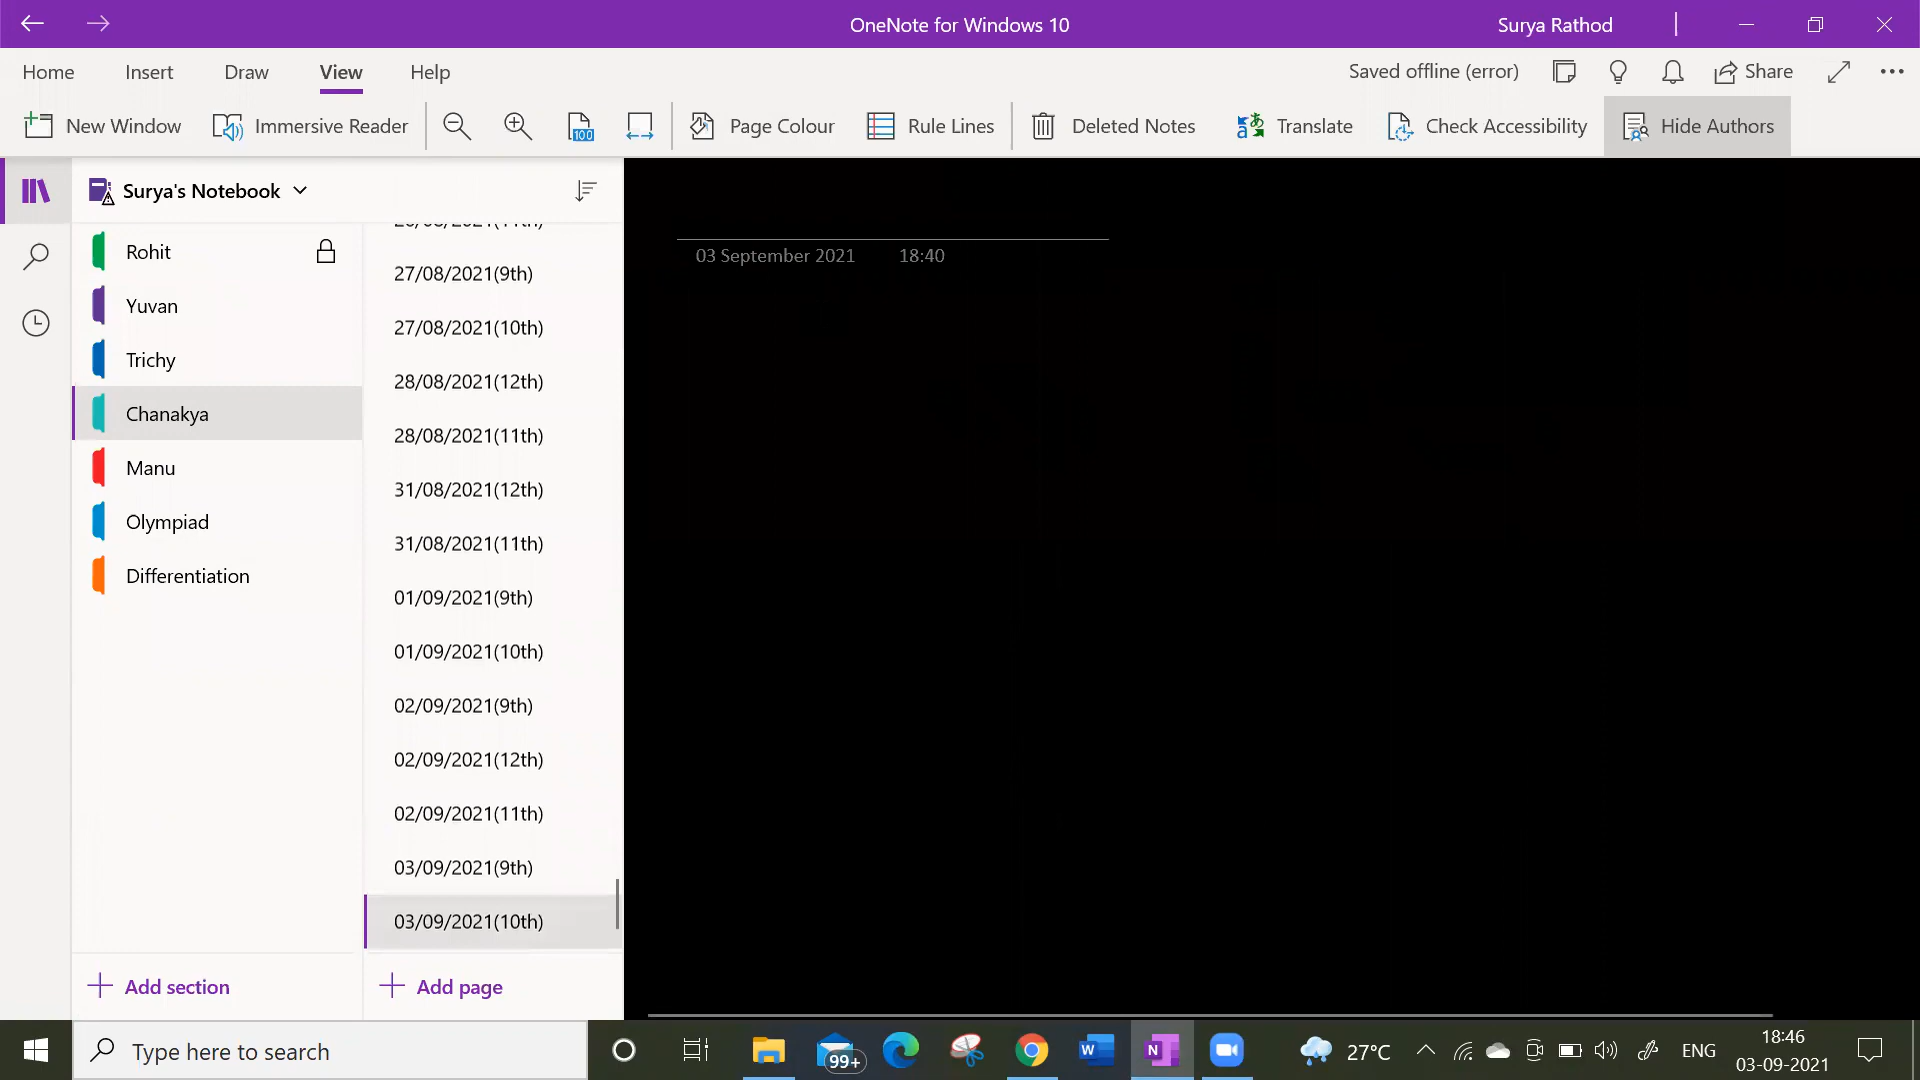 OneNote for Windows 10
Surya Rathod
Home Insert Draw View Help
Saved offline (error)
Share
New Window
Immersive Reader
100
Page Colour
Rule Lines
Deleted Notes
Translate
Check Accessibility
Hide Authors
Surya's Notebook
Rohit
Yuvan
Trichy
Chanakya
Manu
Olympiad
Differentiation
Add section
27/08/2021(9th)
27/08/2021(10th)
28/08/2021(12th)
28/08/2021(11th)
31/08/2021(12th)
31/08/2021(11th)
01/09/2021(9th)
01/09/2021(10th)
02/09/2021(9th)
02/09/2021(12th)
02/09/2021(11th)
03/09/2021(9th)
03/09/2021(10th)
Add page
03 September 2021 18:40
Type here to search
99+
W
N
27°C
ENG
18:46
03-09-2021